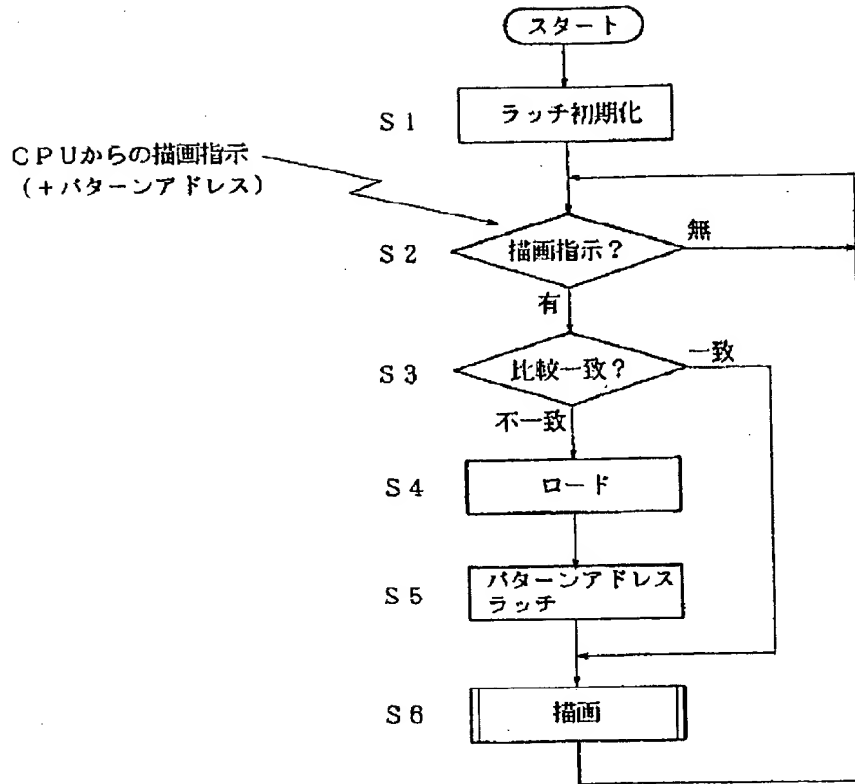 スタート
S1
ラッチ初期化
CPUからの描画指示
(+パターンアドレス)
S2
描画指示?
無
有
S3
比較一致?
一致
不一致
S4
ロード
S5
パターンアドレス
ラッチ
S6
描画